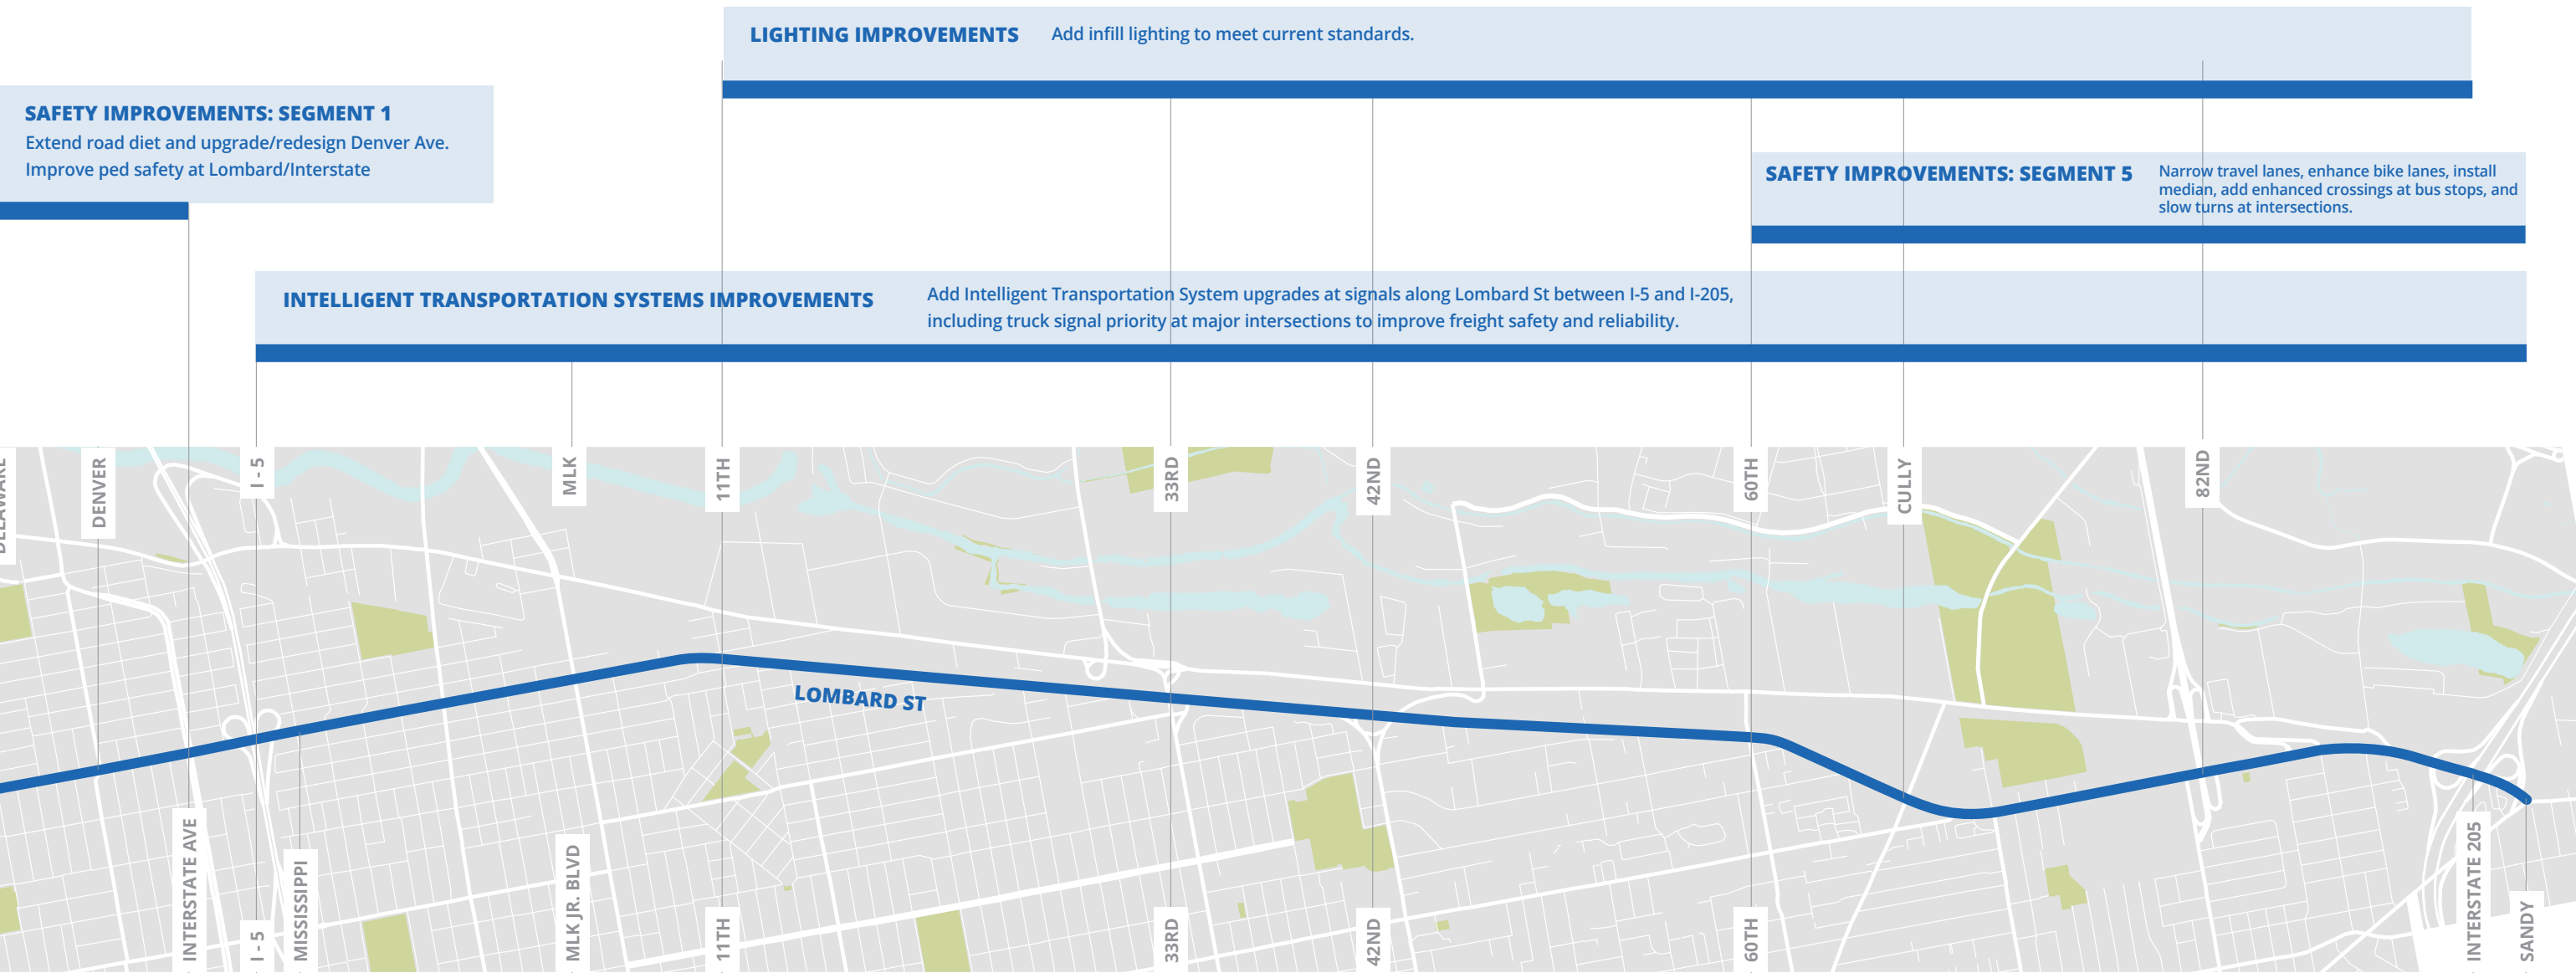 LIGHTING IMPROVEMENTS Add infill lighting to meet current standards.
SAFETY IMPROVEMENTS: SEGMENT 1
Extend road diet and upgrade/redesign Denver Ave.
Improve ped safety at Lombard/Interstate
SAFETY IMPROVEMENTS: SEGMENT 5
Narrow travel lanes, enhance bike lanes, install
median, add enhanced crossings at bus stops, and
slow turns at intersections.
INTELLIGENT TRANSPORTATION SYSTEMS IMPROVEMENTS
Add Intelligent Transportation System upgrades at signals along Lombard St between I-5 and I-205,
including truck signal priority at major intersections to improve freight safety and reliability.
DELAWARE
DENVER
I - 5
MLK
11TH
33RD
42ND
60TH
CULLY
82ND
LOMBARD ST
INTERSTATE AVE
I - 5
MISSISSIPPI
MLK JR. BLVD
11TH
33RD
42ND
60TH
INTERSTATE 205
SANDY